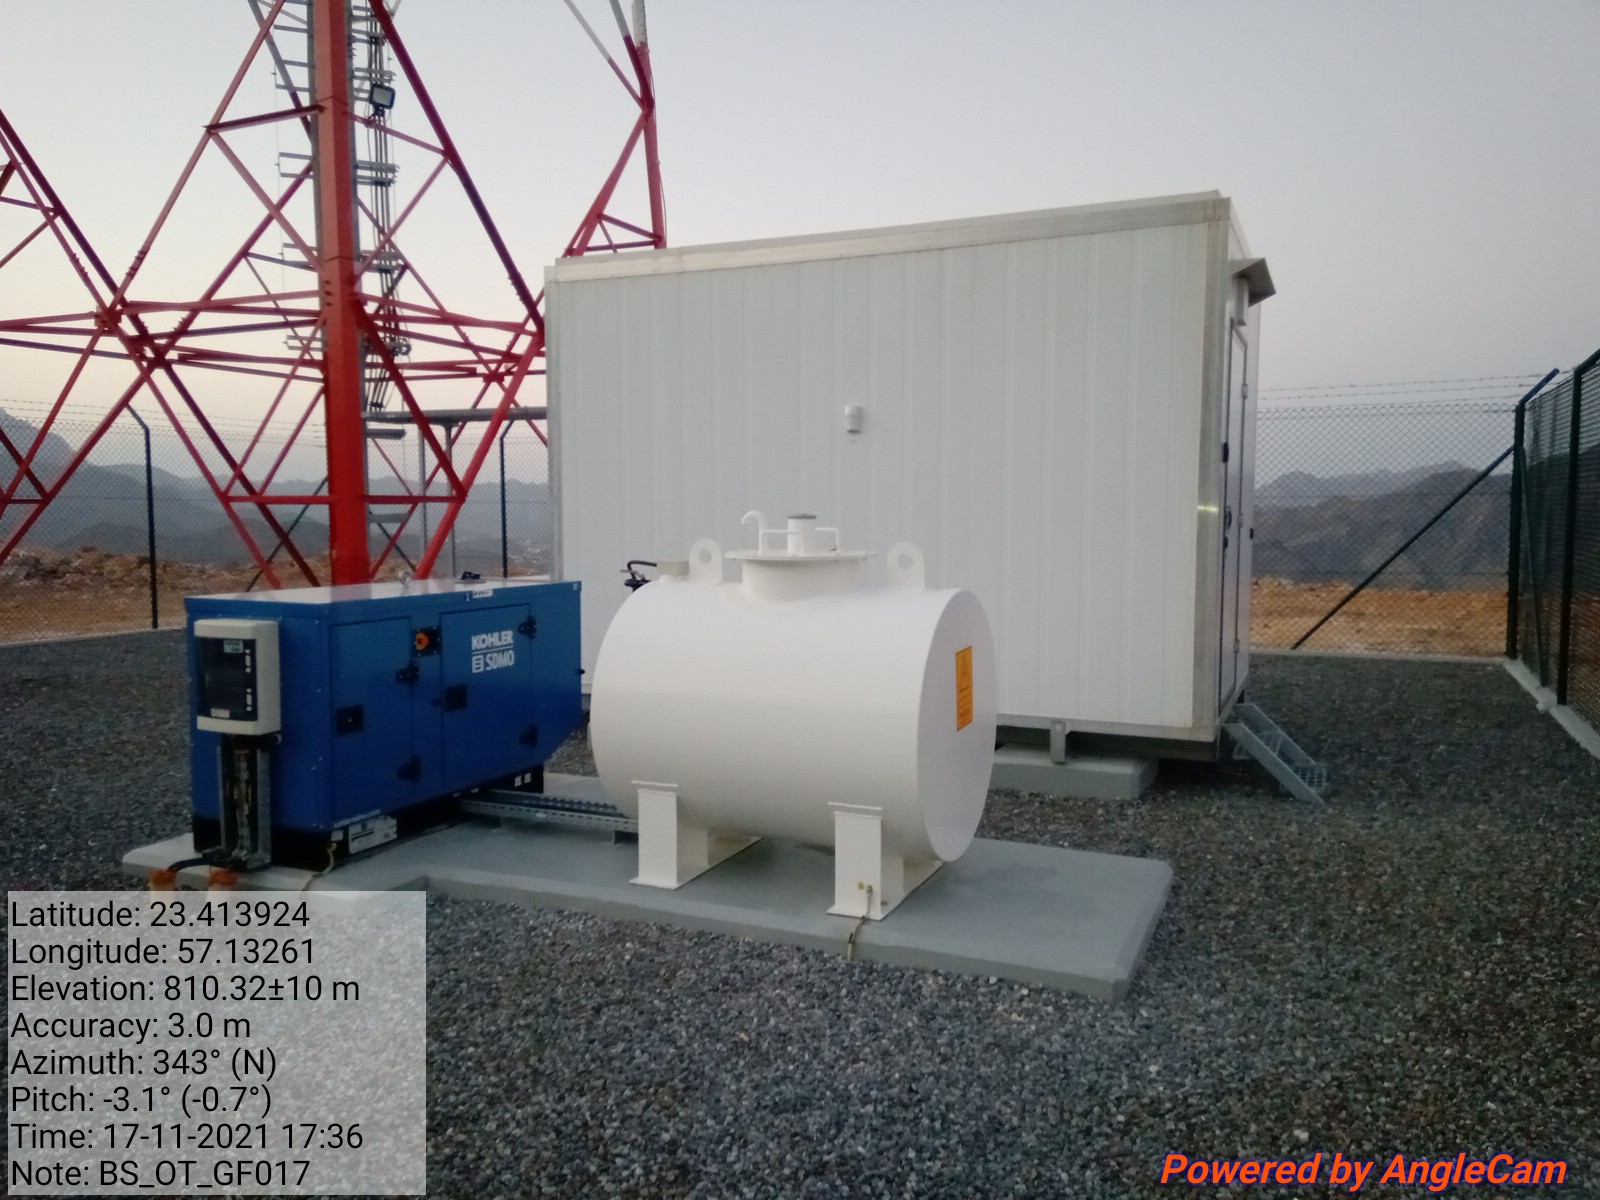 KOHLER
SDMO
Latitude: 23.413924
Longitude: 57.13261
Elevation: 810.32±10 m
Accuracy: 3.0 m
Azimuth: 343° (N)
Pitch: -3.1° (-0.7°)
Time: 17-11-2021 17:36
Note: BS_OT_GF017
Powered by AngleCam